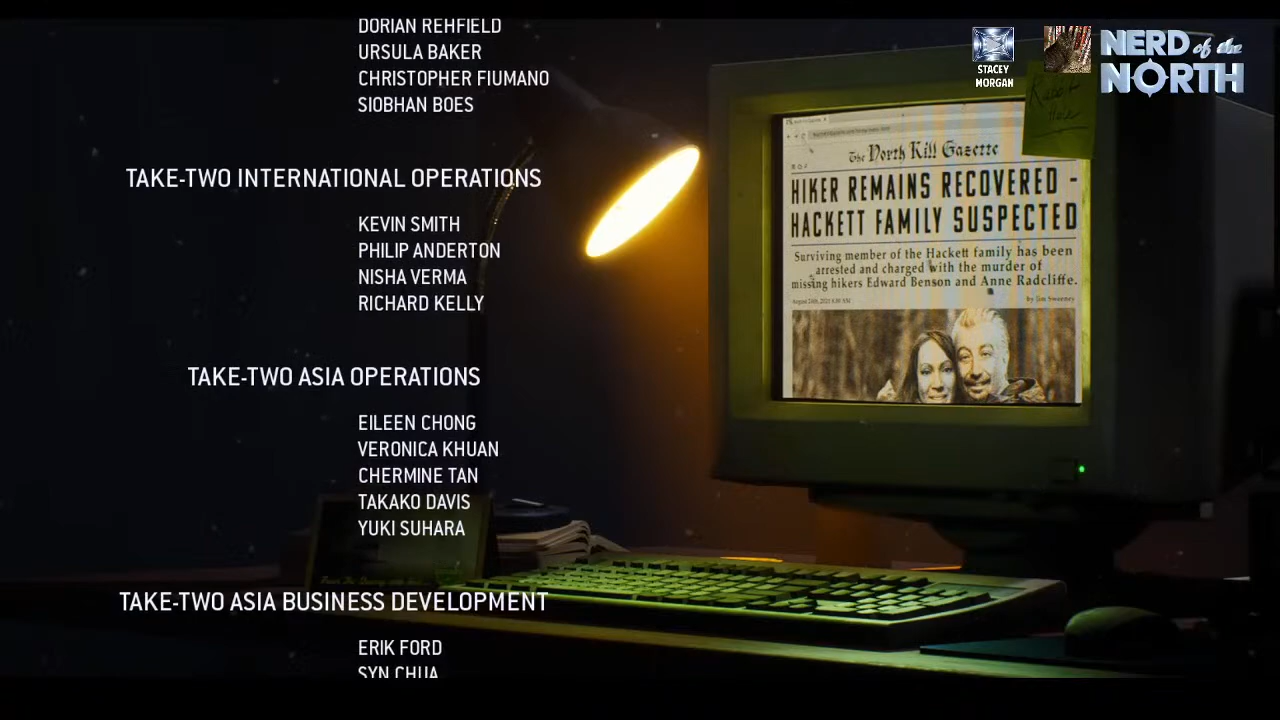 DORIAN REHFIELD
URSULA BAKER
CHRISTOPHER FIUMANO
SIOBHAN BOES
TAKE-TWO INTERNATIONAL OPERATIONS
KEVIN SMITH
PHILIP ANDERTON
NISHA VERMA
RICHARD KELLY
TAKE-TWO ASIA OPERATIONS
EILEEN CHONG
VERONICA KHUAN
CHERMINE TAN
TAKAKO DAVIS
YUKI SUHARA
TAKE-TWO ASIA BUSINESS DEVELOPMENT
ERIK FORD
SYN CHUA
STACEY
MORGAN
NERD of the
NORTH
The North Kill Gazette
HIKER REMAINS RECOVERED -
HACKETT FAMILY SUSPECTED
Surviving member of the Hackett family has been
arrested and charged with the murder of
missing hikers Edward Benson and Anne Radcliffe.
by Jim Sweeney